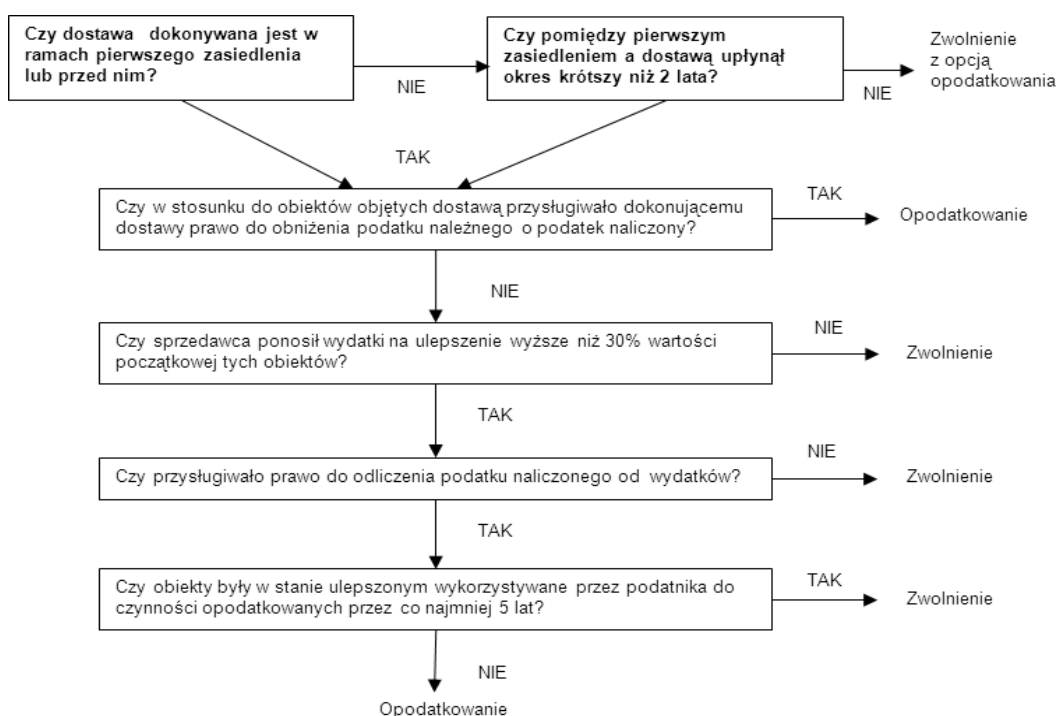 Czy dostawa dokonywana jest w
ramach pierwszego zasiedlenia
lub przed nim?
NIE
Czy pomiędzy pierwszym
zasiedleniem a dostawą upłynął
okres krótszy niż 2 lata?
NIE
Zwolnienie
z opcją
opodatkowania
TAK
Czy w stosunku do obiektów objętych dostawą przysługiwało dokonującemu
dostawy prawo do obniżenia podatku należnego o podatek naliczony?
TAK
Opodatkowanie
NIE
Czy sprzedawca ponosił wydatki na ulepszenie wyższe niż 30% wartości
początkowej tych obiektów?
NIE
Zwolnienie
TAK
Czy przysługiwało prawo do odliczenia podatku naliczonego od wydatków?
NIE
Zwolnienie
TAK
Czy obiekty były w stanie ulepszonym wykorzystywane przez podatnika do
czynności opodatkowanych przez co najmniej 5 lat?
TAK
Zwolnienie
NIE
Opodatkowanie